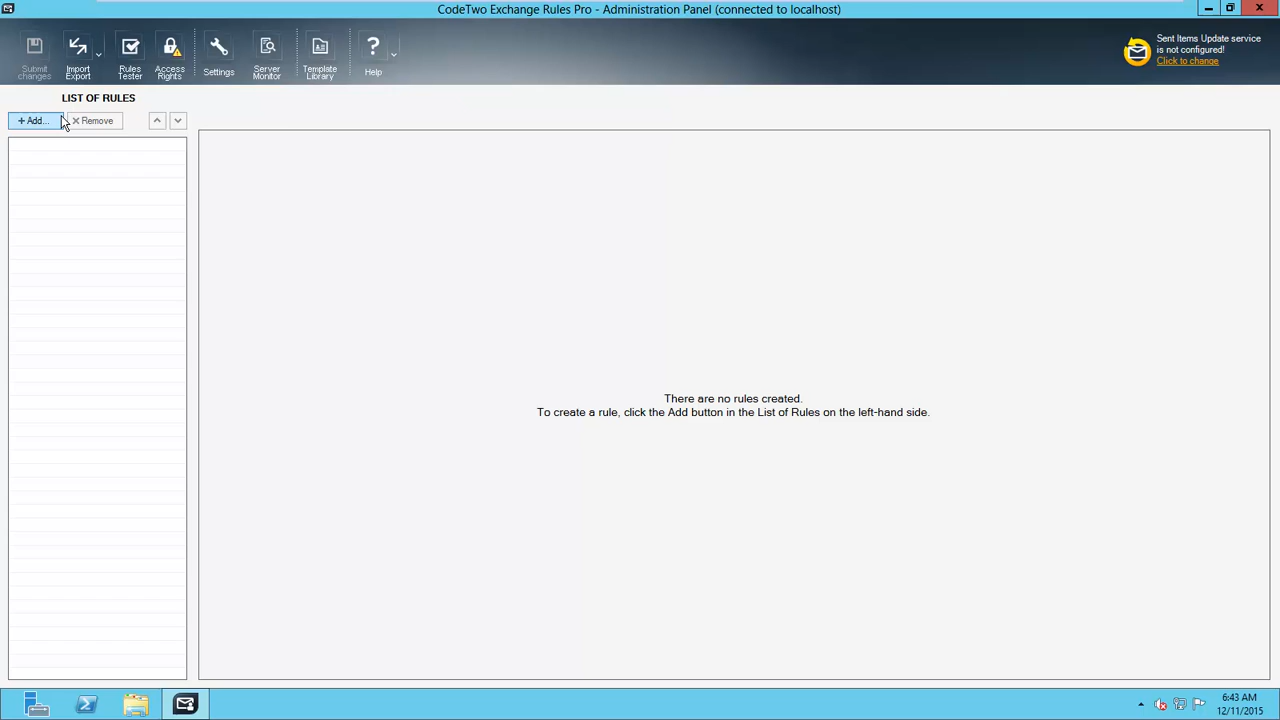 CodeTwo Exchange Rules Pro - Administration Panel (connected to localhost)
Submit changes
Import Export
Rules Tester
Access Rights
Settings
Server Monitor
Template Library
Help
Sent Items Update service
is not configured!
Click to change
LIST OF RULES
+ Add...
× Remove
There are no rules created.
To create a rule, click the Add button in the List of Rules on the left-hand side.
6:43 AM
12/11/2015